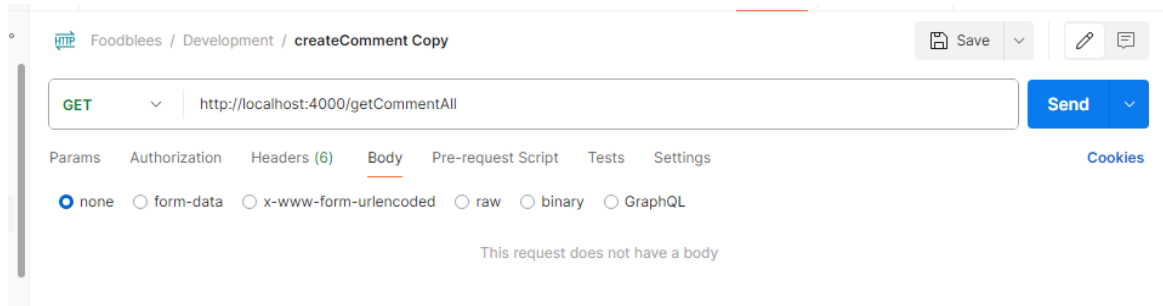 HTTP Foodblees / Development / createComment Copy Save
GET http://localhost:4000/getCommentAll Send
Params Authorization Headers (6) Body Pre-request Script Tests Settings Cookies
none form-data x-www-form-urlencoded raw binary GraphQL
This request does not have a body